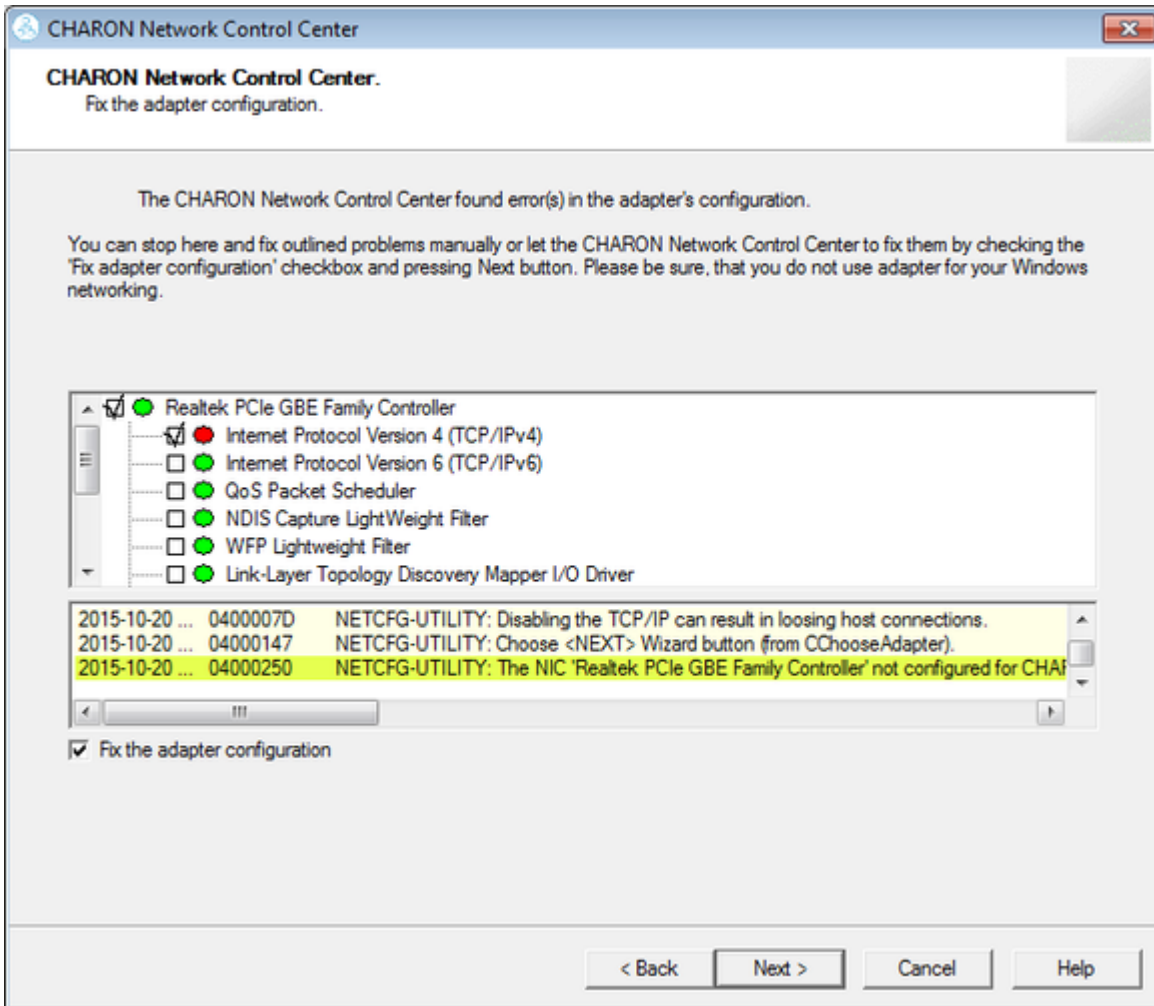 CHARON Network Control Center
CHARON Network Control Center.
Fix the adapter configuration.
The CHARON Network Control Center found error(s) in the adapter's configuration.
You can stop here and fix outlined problems manually or let the CHARON Network Control Center to fix them by checking the
'Fix adapter configuration' checkbox and pressing Next button. Please be sure, that you do not use adapter for your Windows
networking.
Realtek PCIe GBE Family Controller
Internet Protocol Version 4 (TCP/IPv4)
Internet Protocol Version 6 (TCP/IPv6)
QoS Packet Scheduler
NDIS Capture LightWeight Filter
WFP Lightweight Filter
Link-Layer Topology Discovery Mapper I/O Driver
2015-10-20 ... 0400007D NETCFG-UTILITY: Disabling the TCP/IP can result in loosing host connections.
2015-10-20 ... 04000147 NETCFG-UTILITY: Choose <NEXT> Wizard button (from CChooseAdapter).
2015-10-20 ... 04000250 NETCFG-UTILITY: The NIC 'Realtek PCIe GBE Family Controller' not configured for CHAR
Fix the adapter configuration
< Back Next > Cancel Help